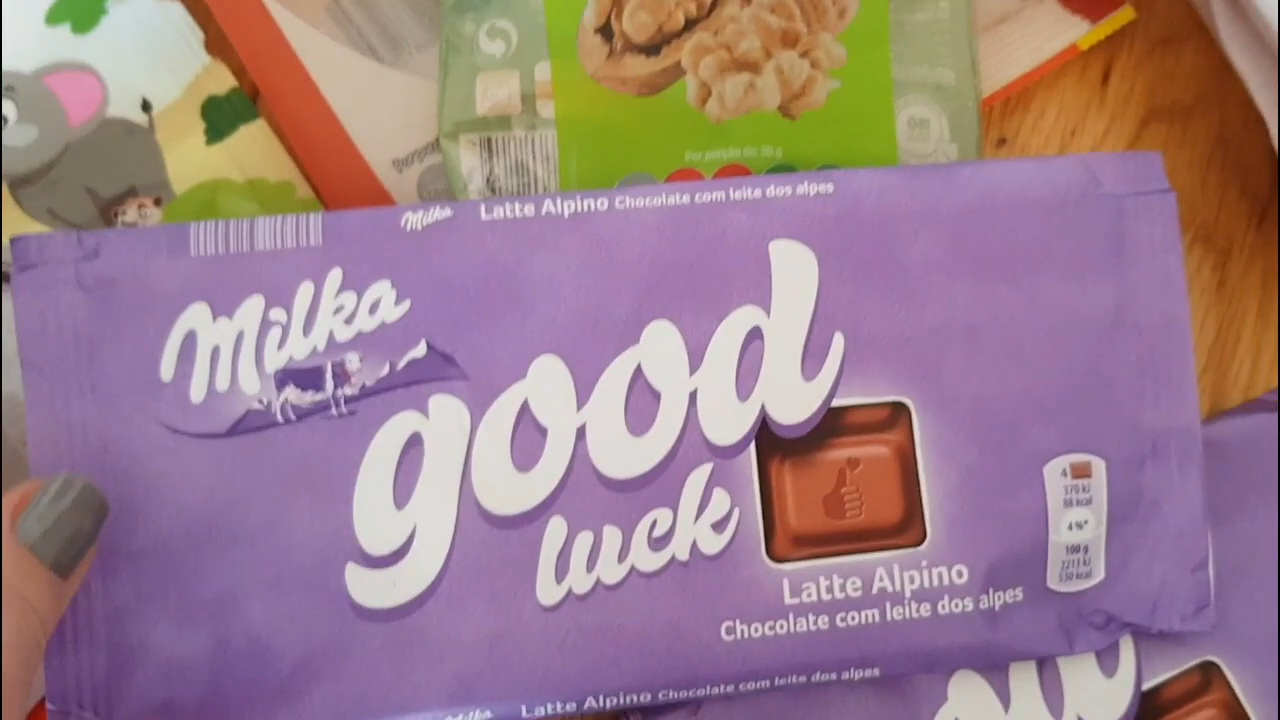 Por porção de: 30 g
Milka Latte Alpino Chocolate com leite dos alpes
Milka
good
luck
Latte Alpino
Chocolate com leite dos alpes
4
370 kJ
88 kcal
4%*
100 g
2213 kJ
530 kcal
Milka Latte Alpino Chocolate com leite dos alpes